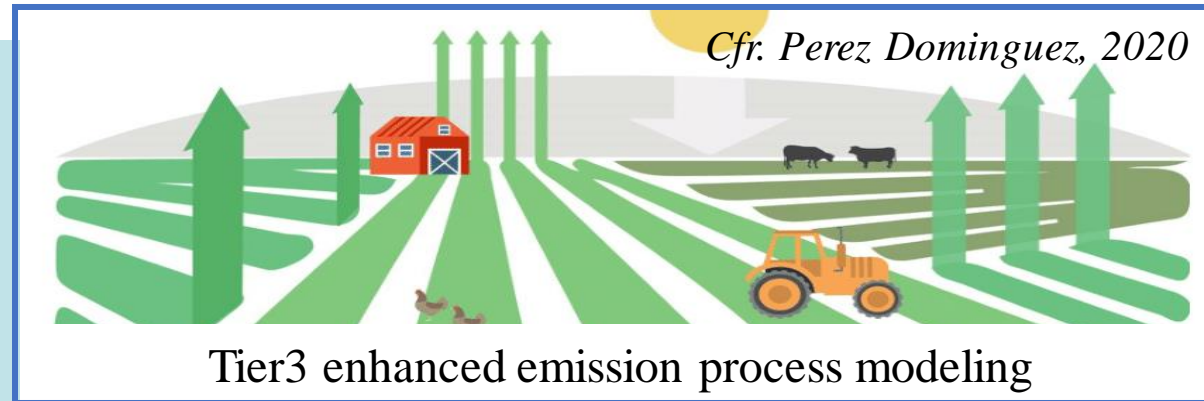 Cfr. Perez Dominguez, 2020
Tier3 enhanced emission process modeling